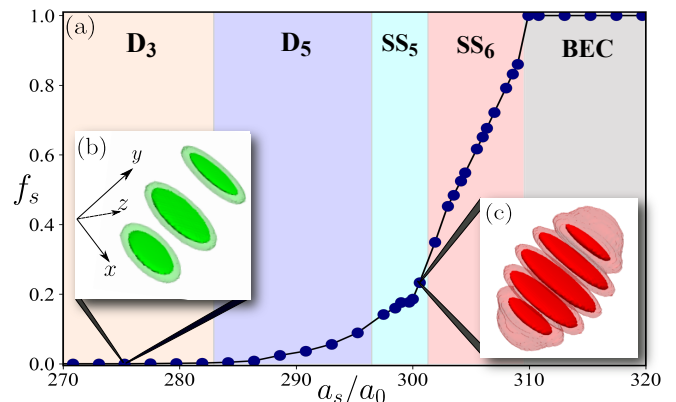 (a)
D₃ D₅ SS₅ SS₆ BEC
1.0
0.8
0.6
0.4
0.2
0.0
fₛ
(b)
y
z
x
(c)
270 280 290 300 310 320
aₛ/a₀